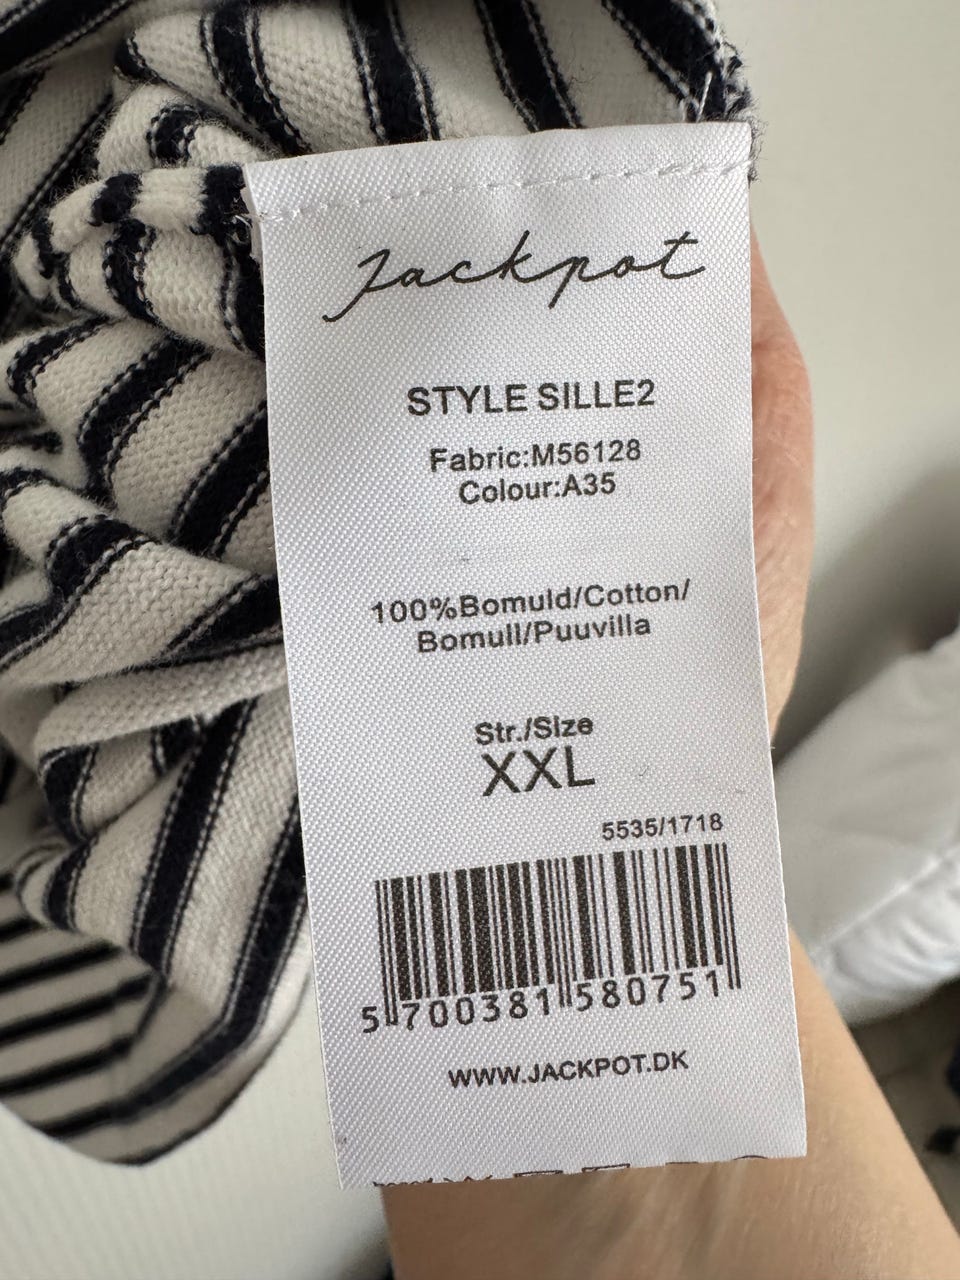 Jackpot
STYLE SILLE2
Fabric:M56128
Colour:A35
100%Bomuld/Cotton/
Bomull/Puuvilla
Str./Size
XXL
5535/1718
5 700381 580751
WWW.JACKPOT.DK